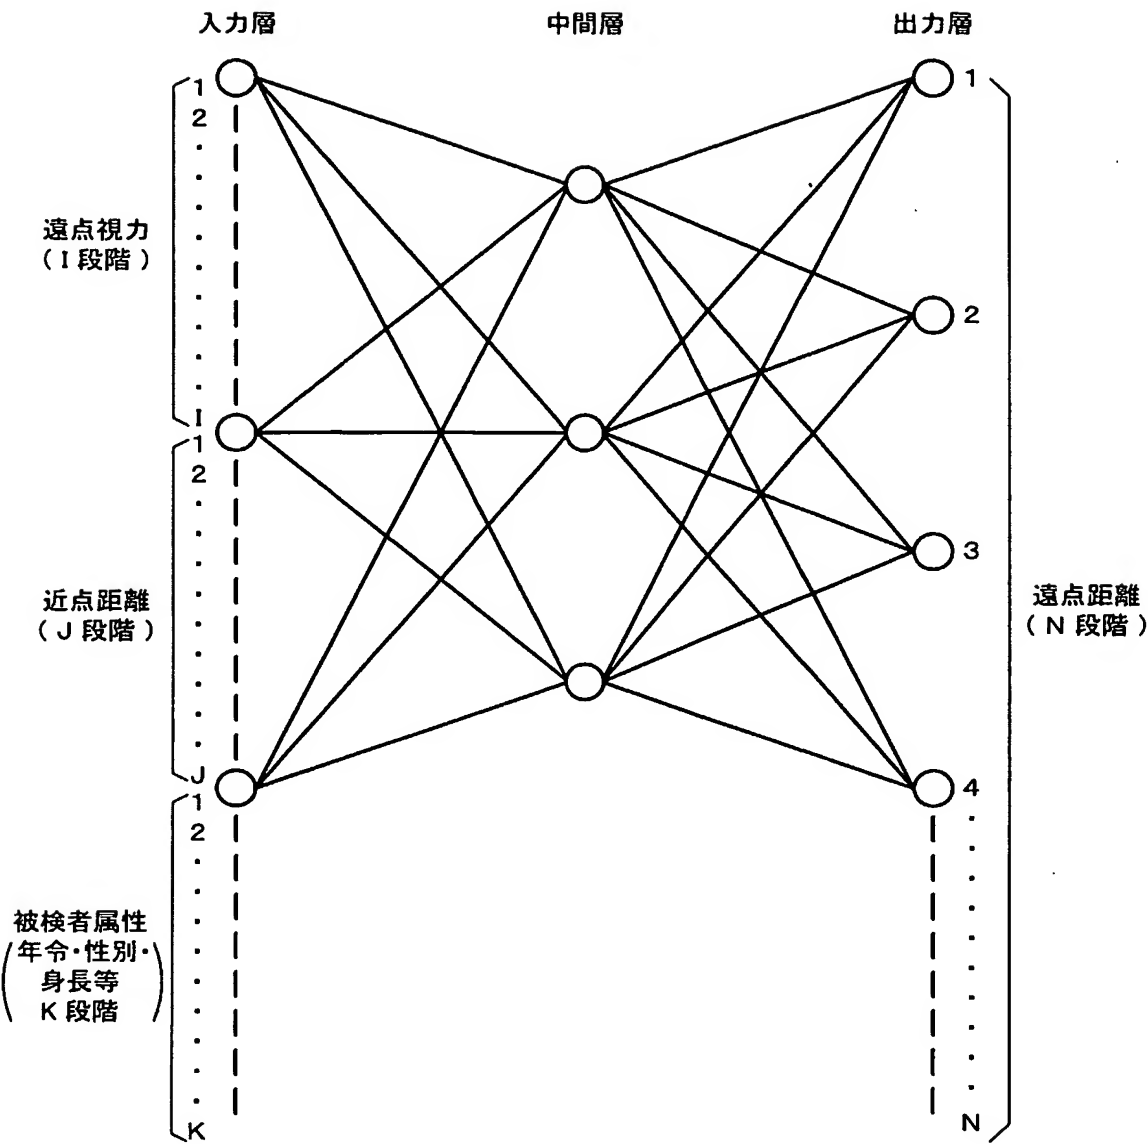 入力層
中間層
出力層
1
2
I
遠点視力
(I段階)
1
2
J
近点距離
(J段階)
1
2
K
被検者属性
(年令・性別・
身長等
K段階)
1
2
3
4
N
遠点距離
(N段階)